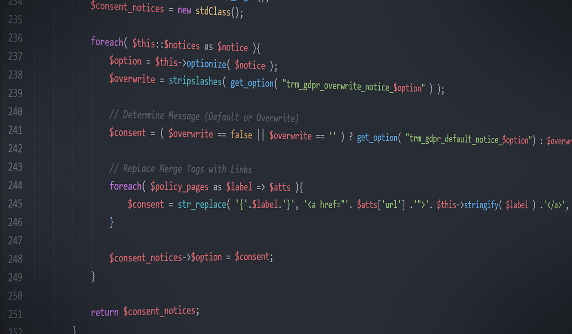 234
235 $consent_notices = new stdClass();
236
237 foreach( $this::$notices as $notice ){
238 $option = $this->optionize( $notice );
239 $overwrite = stripslashes( get_option( "trm_gdpr_overwrite_notice_$option" ) );
240
241 // Determine Message (Default or Overwrite)
242 $consent = ( $overwrite == false || $overwrite == '' ) ? get_option( "trm_gdpr_default_notice_$option") : $overwr
243
244 // Replace Merge Tags with Links
245 foreach( $policy_pages as $label => $atts ){
246 $consent = str_replace( '{'.$label.'}', '<a href="'. $atts['url'] .'">'. $this->stringify( $label ) .'</a>',
247 }
248 $consent_notices->$option = $consent;
249 }
250
251 return $consent_notices;
252 }